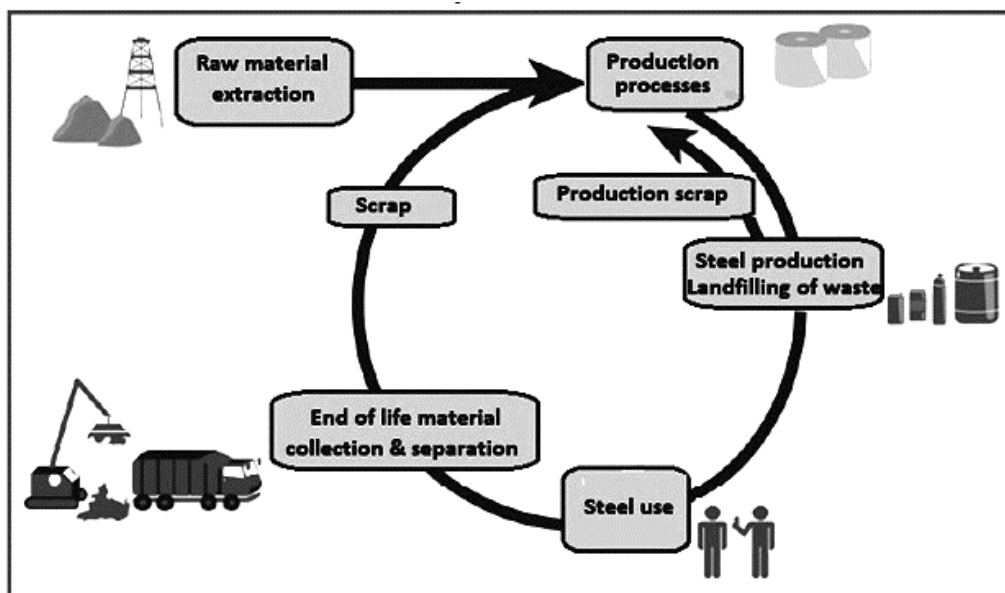 Raw material
extraction
Production
processes
Scrap
Production scrap
Steel production
Landfilling of waste
End of life material
collection & separation
Steel use